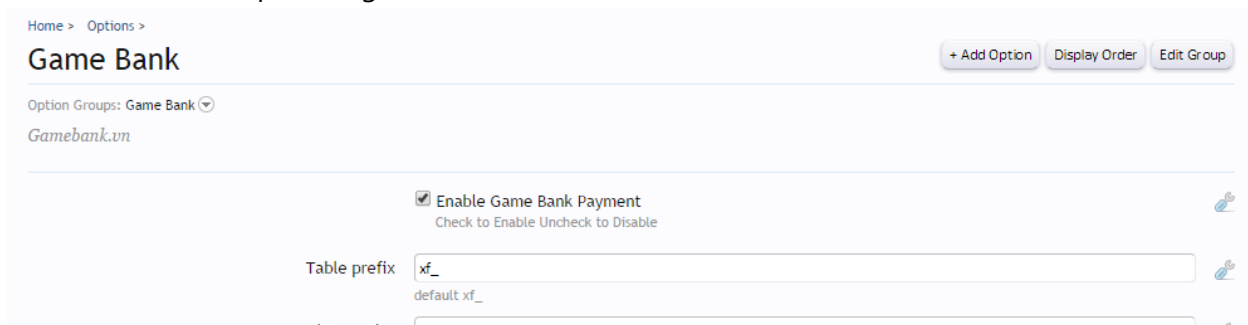 Home > Options >
Game Bank
+ Add Option Display Order Edit Group
Option Groups: Game Bank
Gamebank.vn
Enable Game Bank Payment
Check to Enable Uncheck to Disable
Table prefix xf_
default xf_